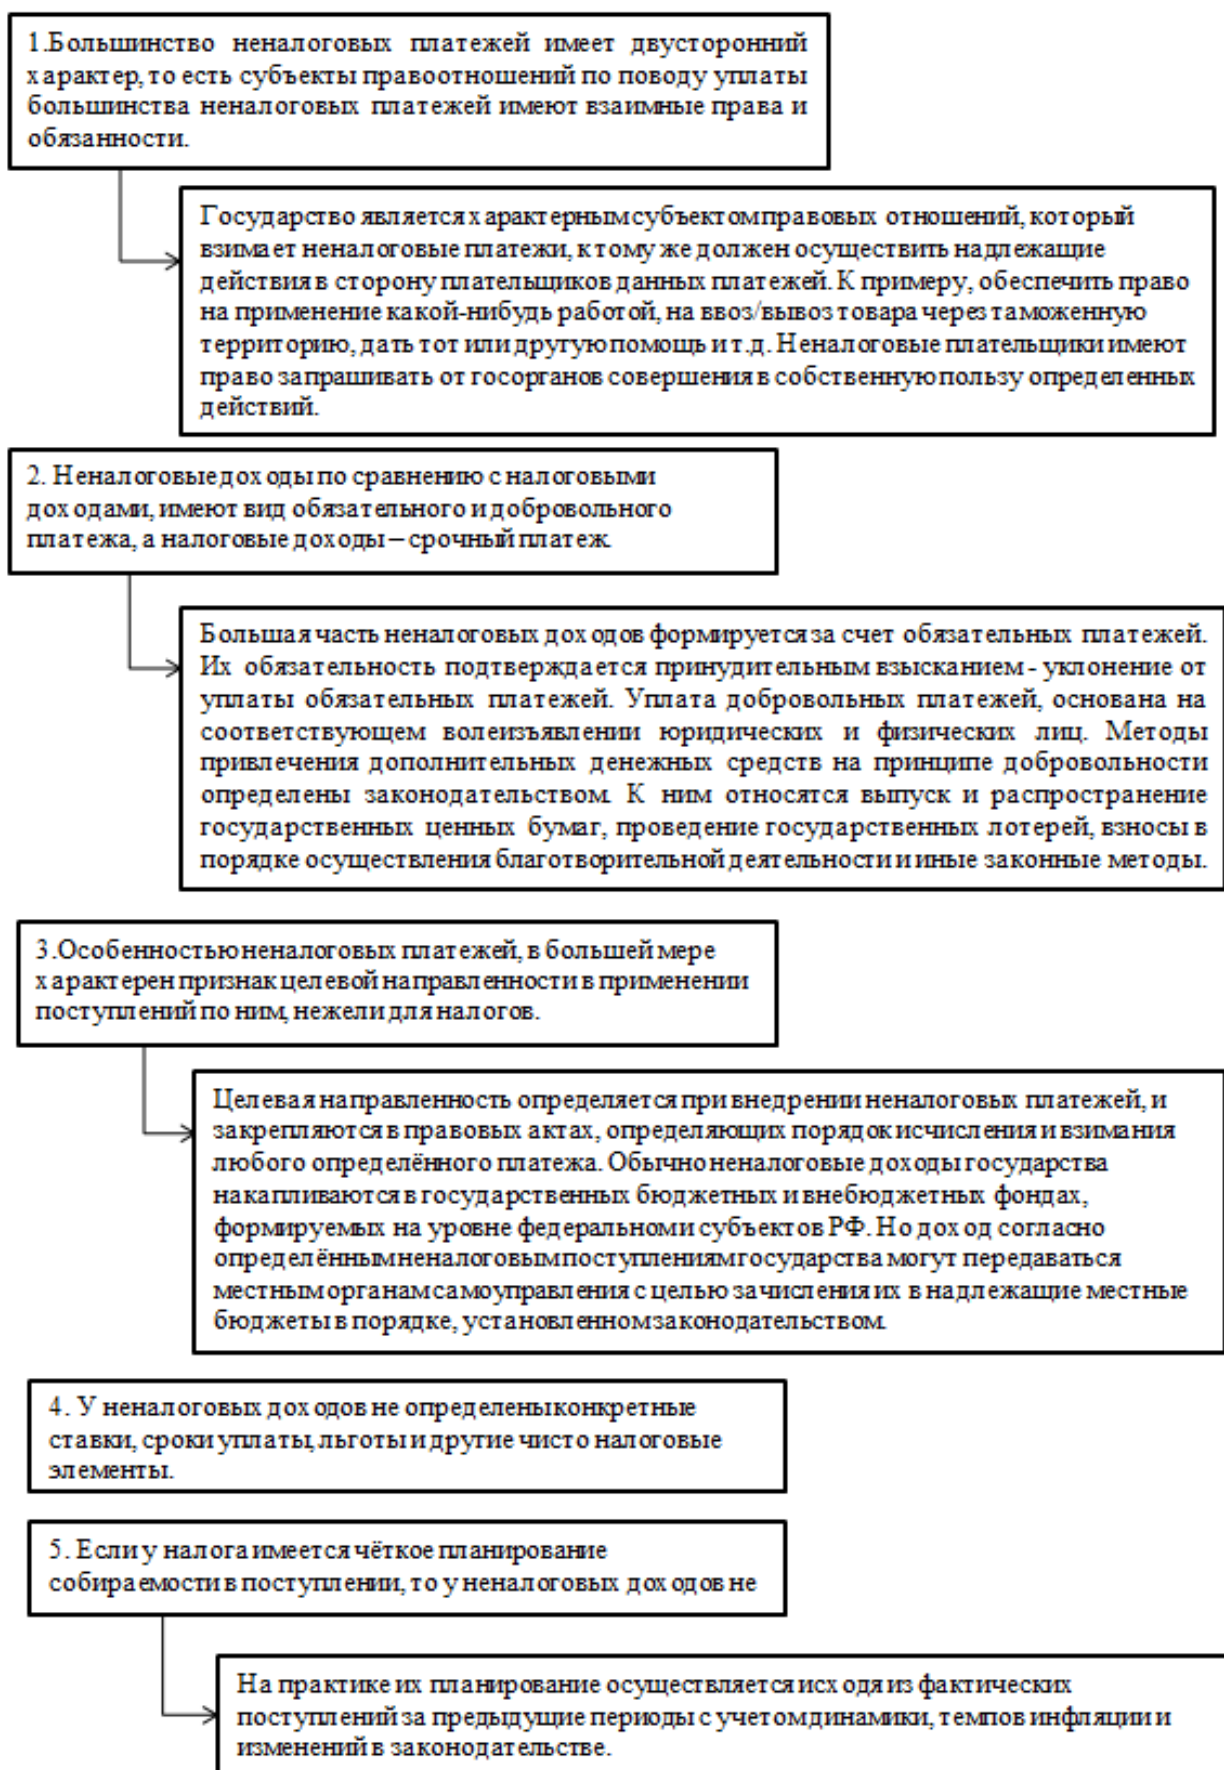 1.Большинство неналоговых платежей имеет двусторонний
характер, то есть субъекты правоотношений по поводу уплаты
большинства неналоговых платежей имеют взаимные права и
обязанности.
Государство является характерным субъектом правовых отношений, который
взимает неналоговые платежи, к тому же должен осуществить надлежащие
действия в сторону плательщиков данных платежей. К примеру, обеспечить право
на применение какой-нибудь работой, на ввоз/вывоз товара через таможенную
территорию, дать тот или другую помощь и т.д. Неналоговые плательщики имеют
право запрашивать от госорганов совершения в собственную пользу определенных
действий.
2. Неналоговые доходы по сравнению с налоговыми
доходами, имеют вид обязательного и добровольного
платежа, а налоговые доходы – срочный платеж.
Большая часть неналоговых доходов формируется за счет обязательных платежей.
Их обязательность подтверждается принудительным взысканием - уклонение от
уплаты обязательных платежей. Уплата добровольных платежей, основана на
соответствующем волеизъявлении юридических и физических лиц. Методы
привлечения дополнительных денежных средств на принципе добровольности
определены законодательством. К ним относятся выпуск и распространение
государственных ценных бумаг, проведение государственных лотерей, взносы в
порядке осуществления благотворительной деятельности и иные законные методы.
3.Особенностью неналоговых платежей, в большей мере
характерен признак целевой направленности в применении
поступлений по ним, нежели для налогов.
Целевая направленность определяется при внедрении неналоговых платежей, и
закрепляются в правовых актах, определяющих порядок исчисления и взимания
любого определённого платежа. Обычно неналоговые доходы государства
накапливаются в государственных бюджетных и внебюджетных фондах,
формируемых на уровне федеральном и субъектов РФ. Но доход согласно
определённым неналоговым поступлениям государства могут передаваться
местным органам самоуправления с целью зачисления их в надлежащие местные
бюджеты в порядке, установленном законодательством.
4. У неналоговых доходов не определены конкретные
ставки, сроки уплаты, льготы и другие чисто налоговые
элементы.
5. Если у налога имеется чёткое планирование
собираемости в поступлении, то у неналоговых доходов не
На практике их планирование осуществляется исходя из фактических
поступлений за предыдущие периоды с учетом динамики, темпов инфляции и
изменений в законодательстве.